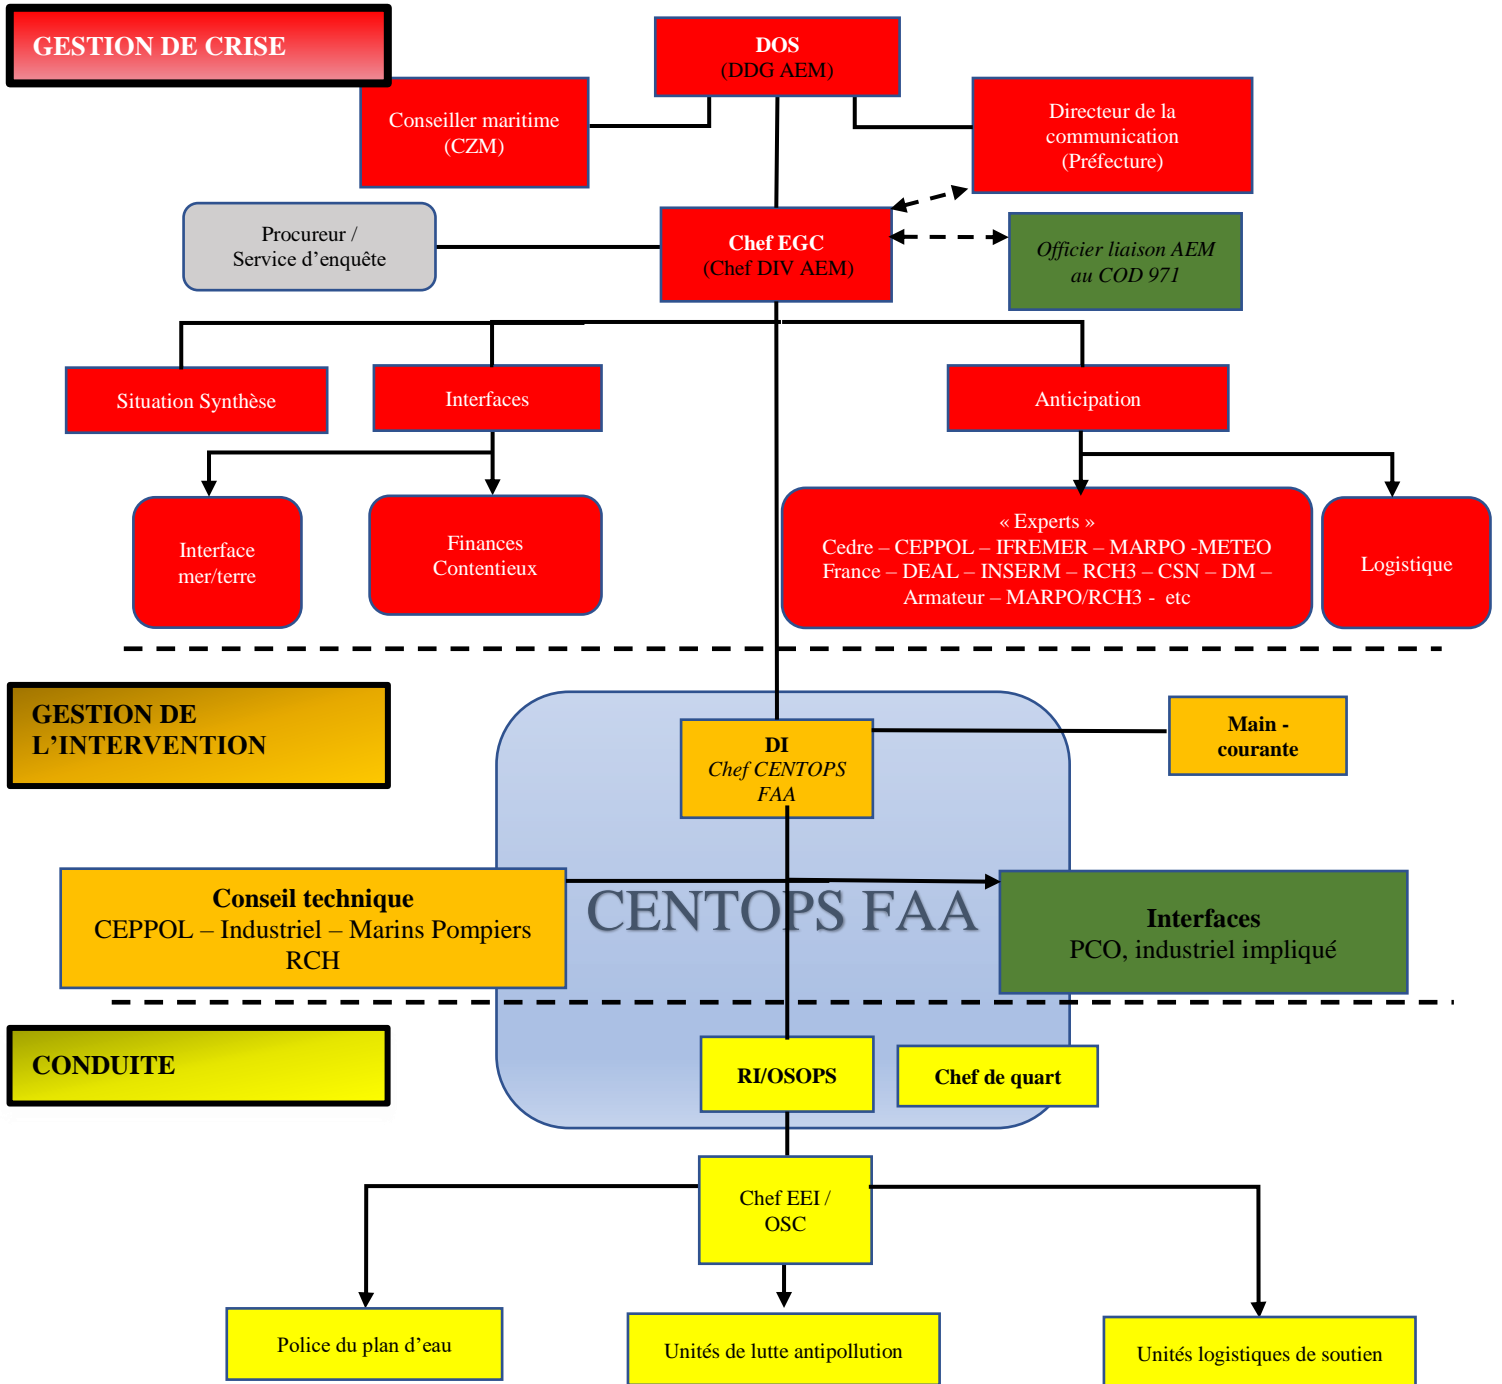 GESTION DE CRISE
DOS
(DDG AEM)
Conseiller maritime
(CZM)
Directeur de la
communication
(Préfecture)
Procureur /
Service d'enquête
Chef EGC
(Chef DIV AEM)
Officier liaison AEM
au COD 971
Situation Synthèse
Interfaces
Anticipation
Interface
mer/terre
Finances
Contentieux
« Experts »
Cedre – CEPPOL – IFREMER – MARPO -METEO
France – DEAL – INSERM – RCH3 – CSN – DM –
Armateur – MARPO/RCH3 - etc
Logistique
GESTION DE
L'INTERVENTION
DI
Chef CENTOPS
FAA
Main -
courante
Conseil technique
CEPPOL – Industriel – Marins Pompiers
RCH
CENTOPS FAA
Interfaces
PCO, industriel impliqué
CONDUITE
RI/OSOPS
Chef de quart
Chef EEI /
OSC
Police du plan d'eau
Unités de lutte antipollution
Unités logistiques de soutien